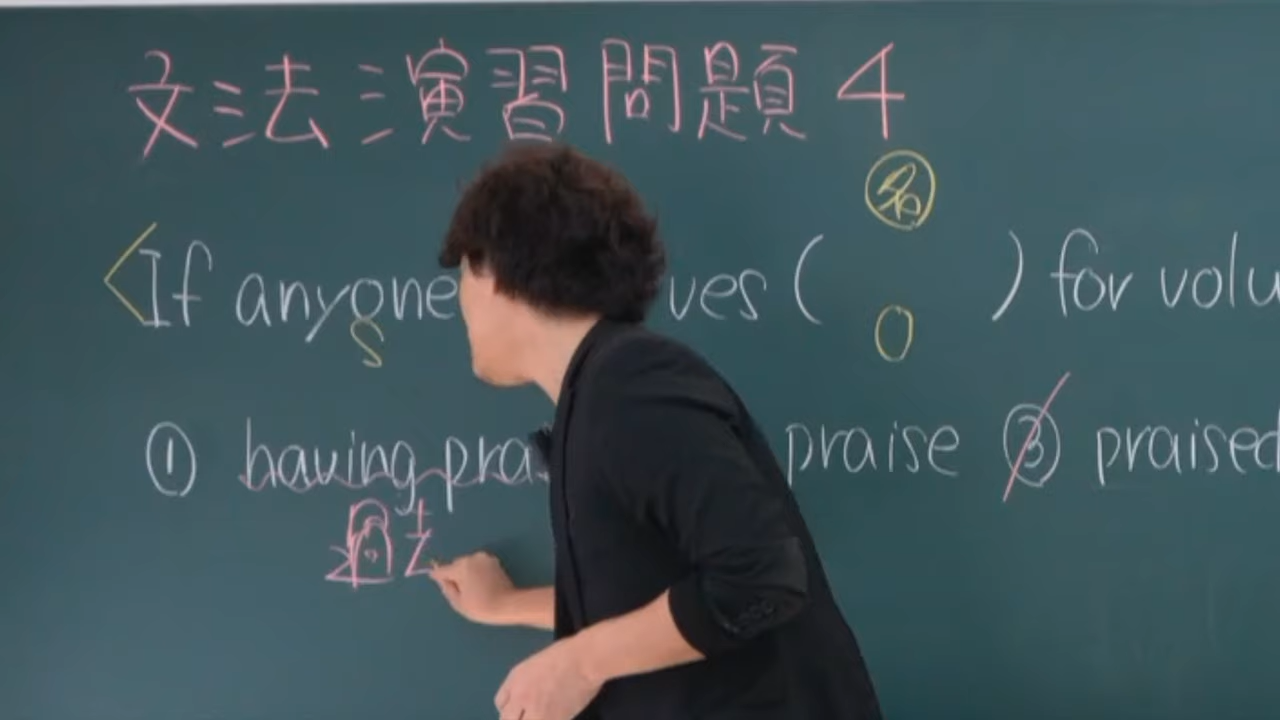 文法演習問題4
名
If anyone ves ( ) for volu
S O
① having pra praise ③ praised
過去